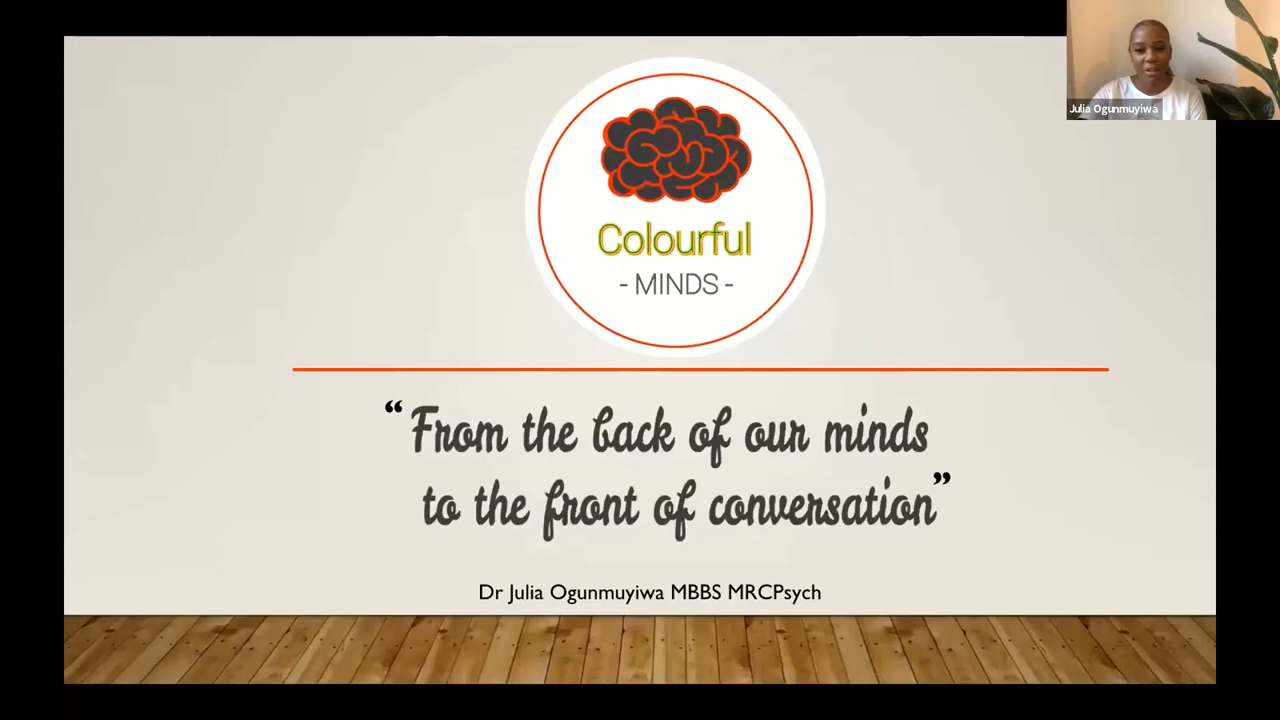 Julia Ogunmuyiwa
Colourful
- MINDS -
“From the back of our minds
to the front of conversation”
Dr Julia Ogunmuyiwa MBBS MRCPsych